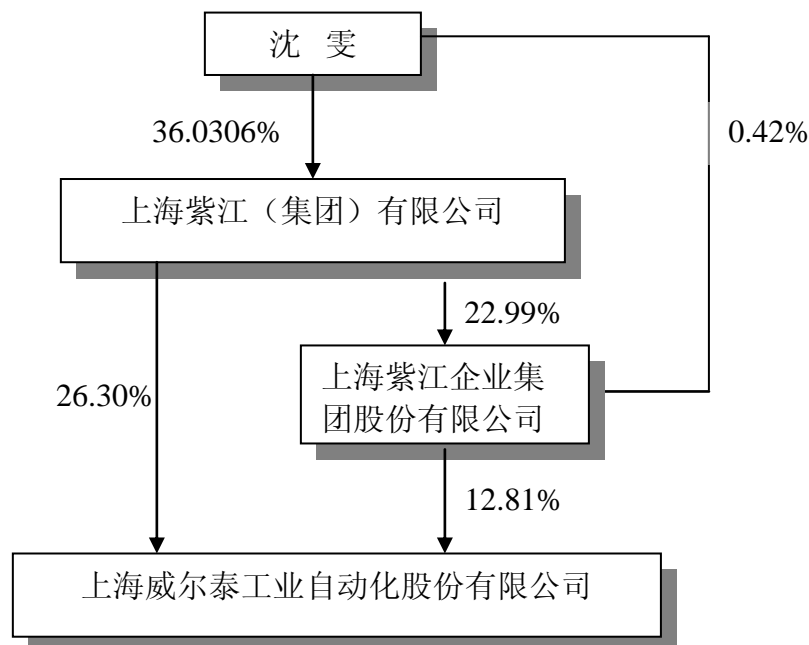 沈 雯
36.0306%
0.42%
上海紫江（集团）有限公司
22.99%
26.30%
上海紫江企业集
团股份有限公司
12.81%
上海威尔泰工业自动化股份有限公司